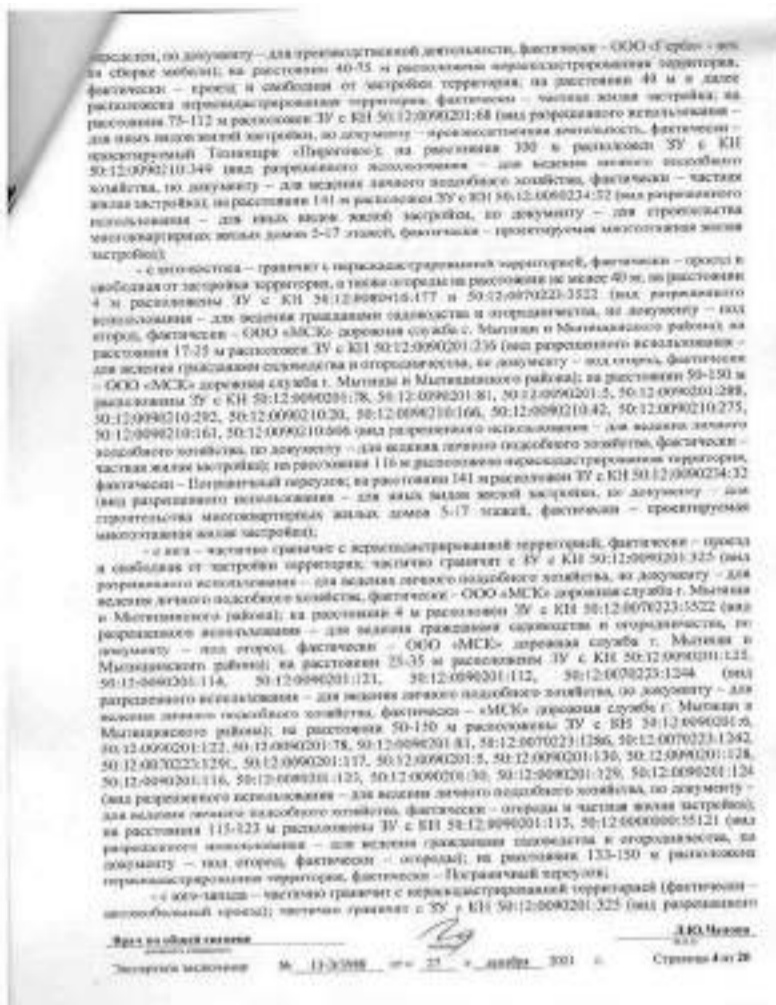 определен, по документу – для производственной деятельности, фактически – ООО «Герба» - цех
по сборке мебели); на расстоянии 40-75 м расположена неразкадастрированная территория,
фактически – проезд и свободная от застройки территория; на расстоянии 40 м и далее
расположена территория, фактически – частная жилая застройка; на
расстоянии 75-112 м расположен ЗУ с КН 50:12:0090201:68 (вид разрешенного использования –
для иных видов жилой застройки, по документу – производственная деятельность, фактически –
проектируемый Технопарк «Пирогово»); на расстоянии 100 м расположен ЗУ с КН
50:12:0090210:349 (вид разрешенного использования – для ведения личного подсобного
хозяйства, по документу – для ведения личного подсобного хозяйства, фактически – частная
жилая застройка); на расстоянии 141 м расположен ЗУ с КН 50:12:0090234:32 (вид разрешенного
использования – для иных видов жилой застройки, по документу – для строительства
многоквартирных жилых домов 5-17 этажей, фактически – проектируемая многоэтажная жилая
застройка);
- с юго-востока – граничит с территорией, фактически – проезд и
свободная от застройки территория, а также огороды на расстоянии не менее 40 м; на расстоянии
4 м расположены ЗУ с КН и 50:12:0070223:3522 (вид разрешенного
использования – для ведения гражданами садоводства и огородничества, по документу – под
огород, фактически – ООО «МСК» дорожная служба г. Мытищи и Мытищинского района); на
расстоянии 17-25 м расположен ЗУ с КН 50:12:0090201:236 (вид разрешенного использования –
для ведения гражданами садоводства и огородничества, по документу – под огород, фактически
– ООО «МСК» дорожная служба г. Мытищи и Мытищинского района); на расстоянии 50-150 м
расположены ЗУ с КН 50:12:0090201:78, 50:12:0090201:81, 50:12:0090201:5, 50:12:0090201:288,
50:12:0090210:292, 50:12:0090210:20, 50:12:0090210:166, 50:12:0090210:42, 50:12:0090210:275,
50:12:0090210:161, 50:12:0090210:606 (вид разрешенного использования – для ведения личного
подсобного хозяйства, по документу – для ведения личного подсобного хозяйства, фактически –
частная жилая застройка); на расстоянии 116 м расположена территория,
фактически – Пограничный переулок; на расстоянии 141 м расположен ЗУ с КН 50:12:0090234:32
(вид разрешенного использования – для иных видов жилой застройки, по документу – для
строительства многоквартирных жилых домов 5-17 этажей, фактически – проектируемая
многоэтажная жилая застройка);
- с юга – частично граничит с территорией, фактически – проезд
и свободная от застройки территория, частично граничит с ЗУ с КН 50:12:0090201:325 (вид
разрешенного использования – для ведения личного подсобного хозяйства, по документу – для
ведения личного подсобного хозяйства, фактически – ООО «МСК» дорожная служба г. Мытищи
и Мытищинского района); на расстоянии 4 м расположен ЗУ с КН 50:12:0070223:3522 (вид
разрешенного использования – для ведения гражданами садоводства и огородничества, по
документу – под огород, фактически – ООО «МСК» дорожная служба г. Мытищи и
Мытищинского района); на расстоянии 25-35 м расположены ЗУ с КН 50:12:0090201:125,
50:12:0090201:114, 50:12:0090201:121, 50:12:0090201:112, 50:12:0070223:1244 (вид
разрешенного использования – для ведения личного подсобного хозяйства, по документу – для
ведения личного подсобного хозяйства, фактически – «МСК» дорожная служба г. Мытищи и
Мытищинского района); на расстоянии 50-150 м расположены ЗУ с КН 50:12:0090201:6,
50:12:0090201:122, 50:12:0090201:78, 50:12:0090201:81, 50:12:0070223:1286, 50:12:0070223:1242,
50:12:0070223:1291, 50:12:0090201:117, 50:12:0090201:5, 50:12:0090201:130, 50:12:0090201:128,
50:12:0090201:116, 50:12:0090201:123, 50:12:0090201:30, 50:12:0090201:129, 50:12:0090201:124
(вид разрешенного использования – для ведения личного подсобного хозяйства, по документу –
для ведения личного подсобного хозяйства, фактически – огороды и частная жилая застройка);
на расстоянии 115-123 м расположены ЗУ с КН 50:12:0090201:113, 50:12:0000000:55121 (вид
разрешенного использования – для ведения гражданами садоводства и огородничества, по
документу – под огород, фактически – огороды); на расстоянии 133-150 м расположена
территория, фактически – Пограничный переулок;
- с юго-запада – частично граничит с территорией (фактически –
автомобильный проезд); частично граничит с ЗУ с КН 50:12:0090201:325 (вид разрешенного
Врач по общей гигиене
Экспертное заключение № от « 27 » декабря 2021 г. Страница 4 из 20